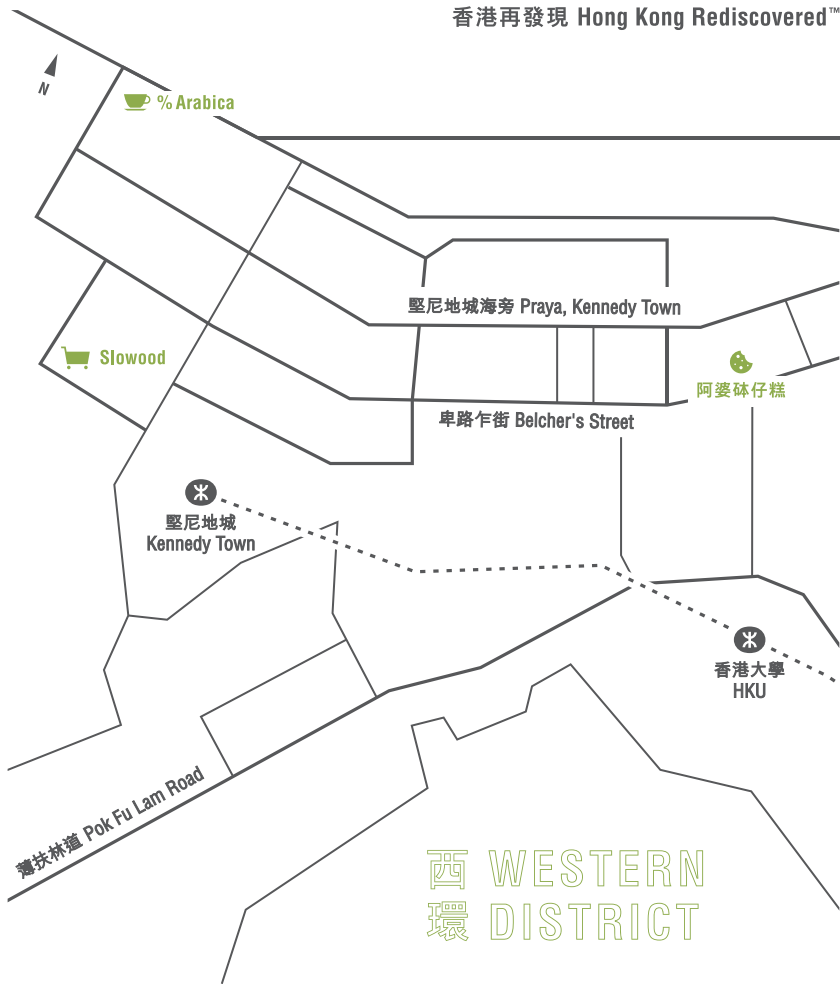 香港再發現 Hong Kong Rediscovered™
N
% Arabica
堅尼地城海旁 Praya, Kennedy Town
Slowood
阿婆砵仔糕
卑路乍街 Belcher's Street
堅尼地城
Kennedy Town
香港大學
HKU
薄扶林道 Pok Fu Lam Road
西 WESTERN
環 DISTRICT